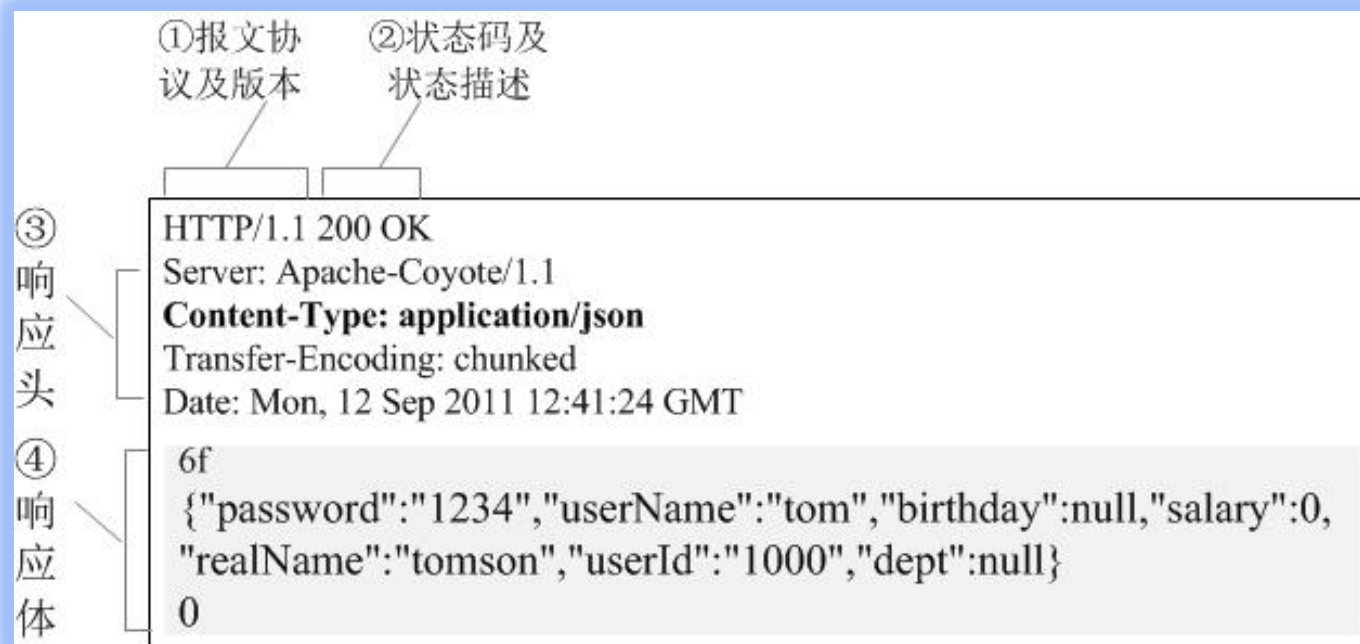 ①报文协
议及版本
②状态码及
状态描述
③
响
应
头
HTTP/1.1 200 OK
Server: Apache-Coyote/1.1
Content-Type: application/json
Transfer-Encoding: chunked
Date: Mon, 12 Sep 2011 12:41:24 GMT
④
响
应
体
6f
{"password":"1234","userName":"tom","birthday":null,"salary":0,
"realName":"tomson","userId":"1000","dept":null}
0